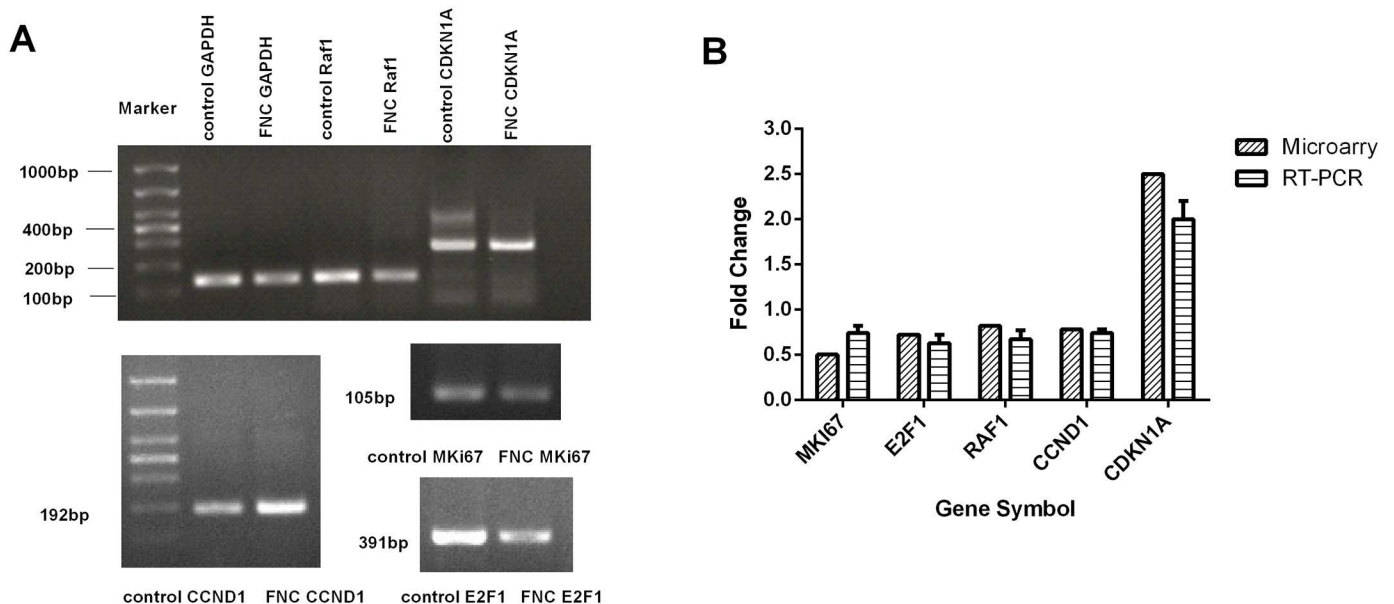 A
Marker
control GAPDH
FNC GAPDH
control Raf1
FNC Raf1
control CDKN1A
FNC CDKN1A
1000bp
400bp
200bp
100bp
192bp
control CCND1 FNC CCND1
105bp
control MKi67 FNC MKi67
391bp
control E2F1 FNC E2F1
B
Fold Change
3.0
2.5
2.0
1.5
1.0
0.5
0.0
MKI67
E2F1
RAF1
CCND1
CDKN1A
Gene Symbol
Microarry
RT-PCR